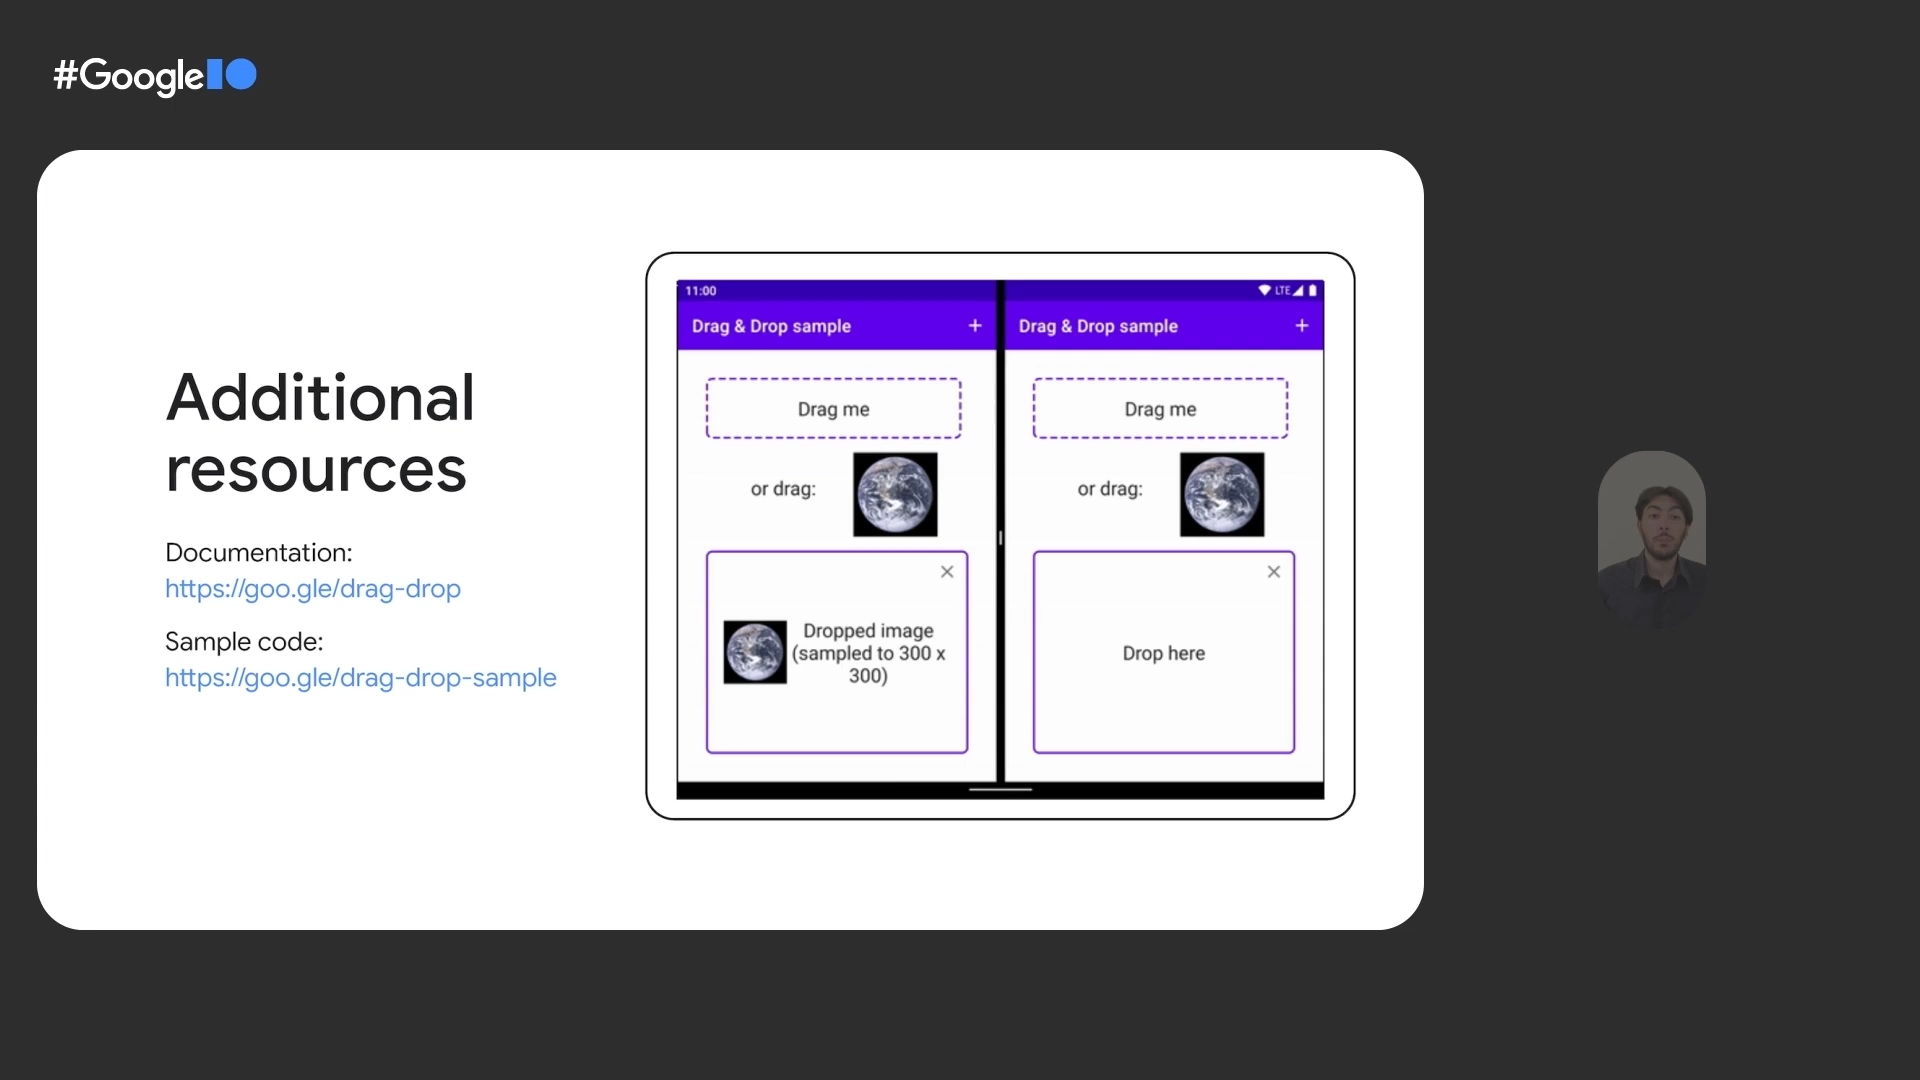 #GoogleIO
Additional
resources
Documentation:
https://goo.gle/drag-drop
Sample code:
https://goo.gle/drag-drop-sample
11:00
LTE
Drag & Drop sample +
Drag me
or drag:
Dropped image
(sampled to 300 x
300)
Drag & Drop sample +
Drag me
or drag:
Drop here